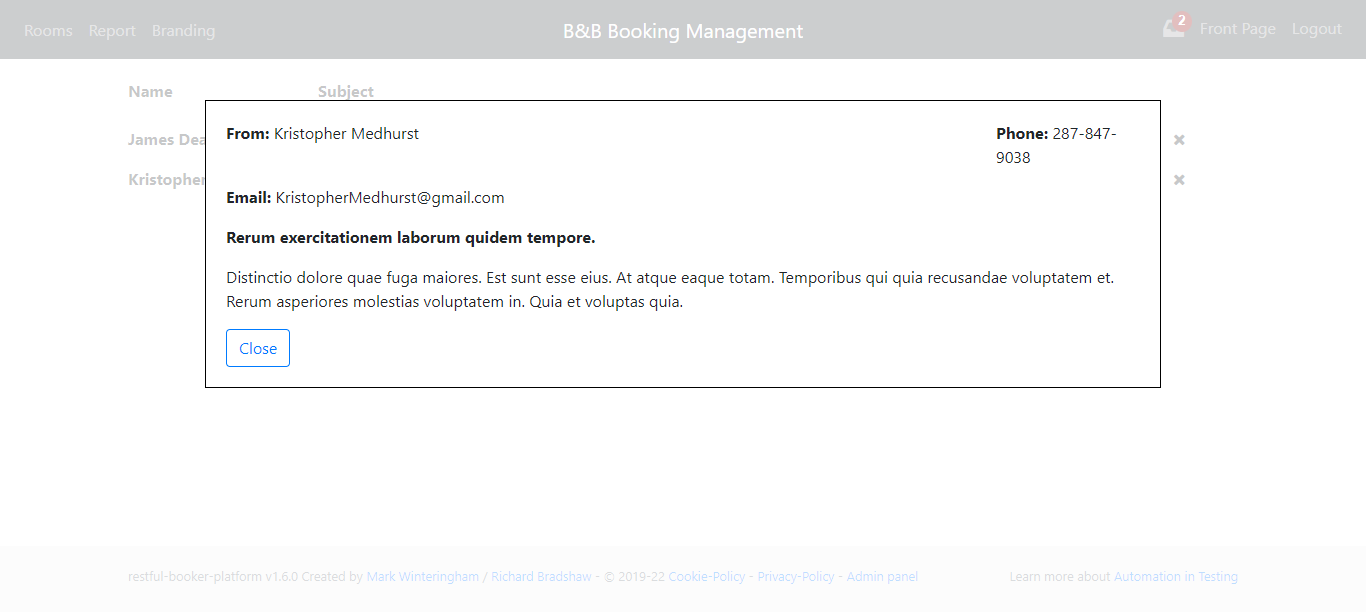 Rooms Report Branding B&B Booking Management 2 Front Page Logout
Name Subject
From: Kristopher Medhurst Phone: 287-847-
9038
James Dea
Kristopher
Email: KristopherMedhurst@gmail.com
Rerum exercitationem laborum quidem tempore.
Distinctio dolore quae fuga maiores. Est sunt esse eius. At atque eaque totam. Temporibus qui quia recusandae voluptatem et.
Rerum asperiores molestias voluptatem in. Quia et voluptas quia.
Close
restful-booker-platform v1.6.0 Created by Mark Winteringham / Richard Bradshaw - © 2019-22 Cookie-Policy - Privacy-Policy - Admin panel Learn more about Automation in Testing